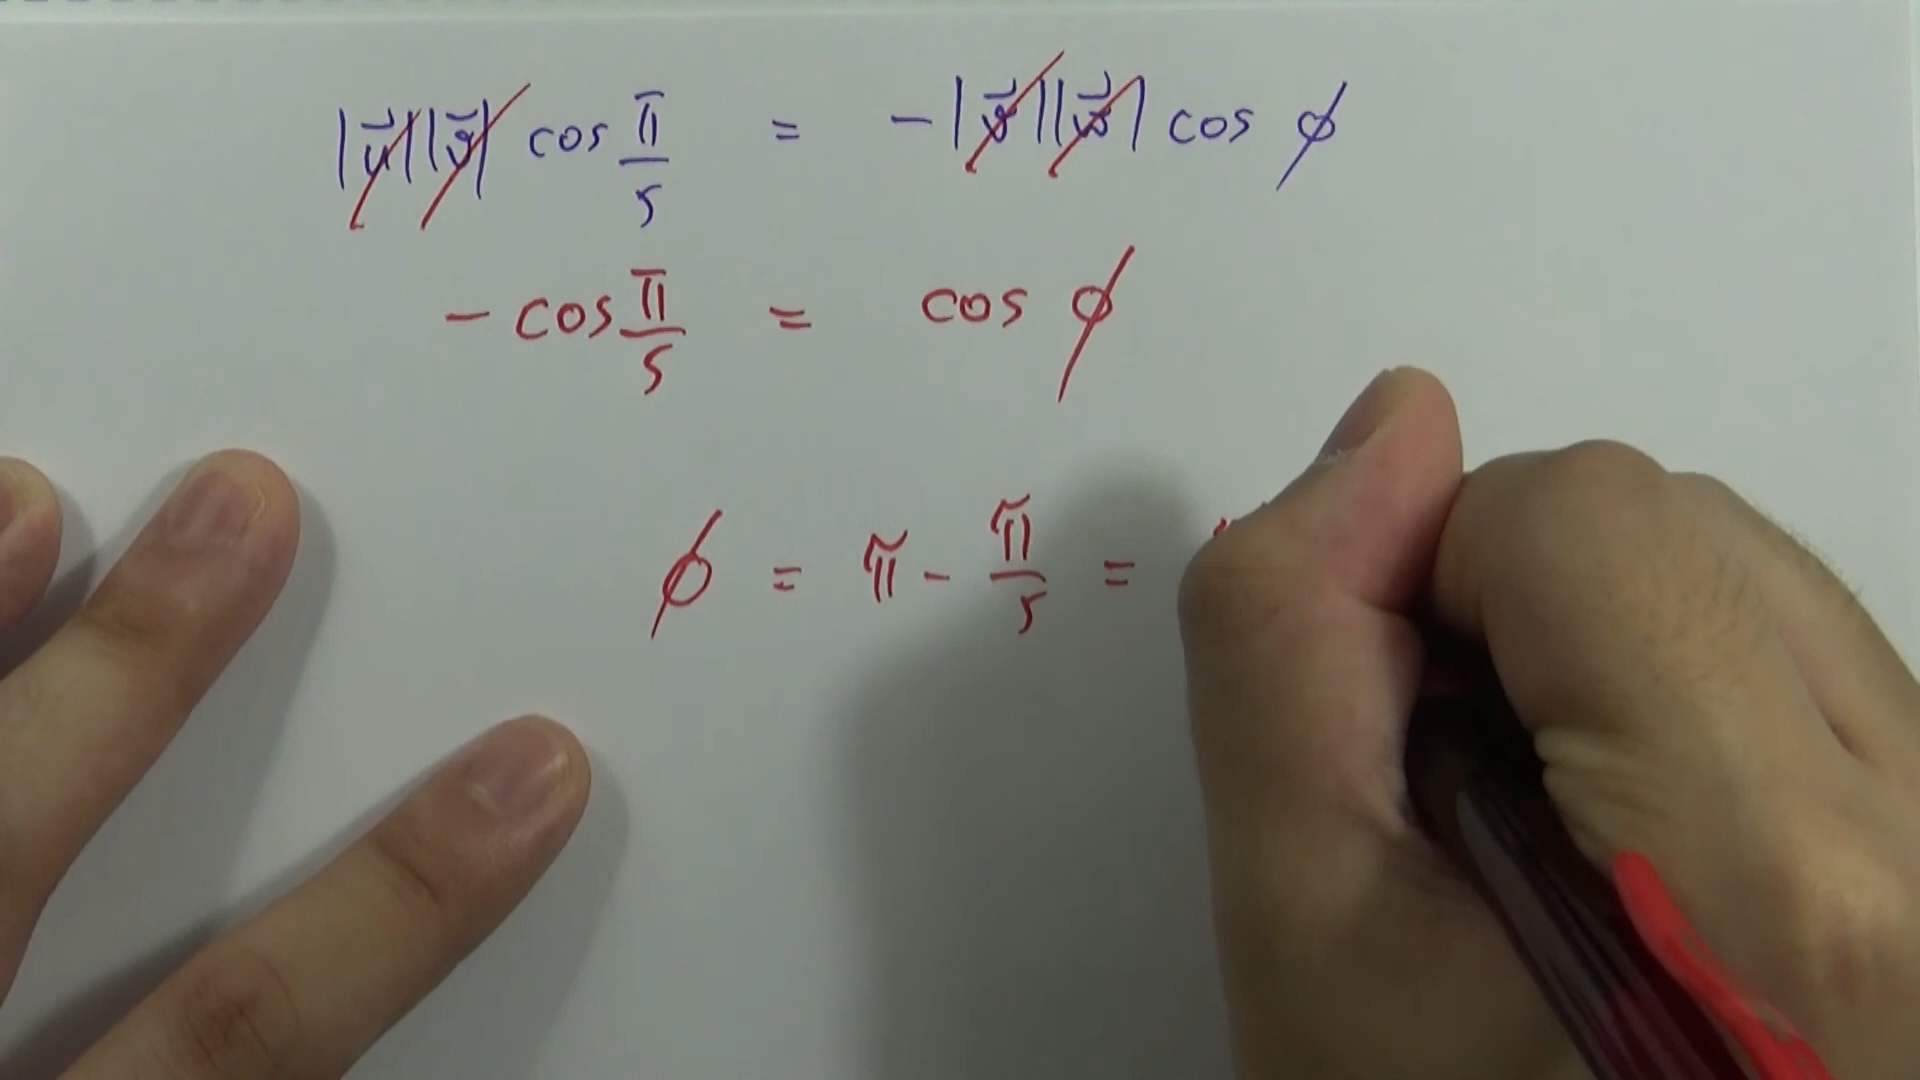 |u⃗||v⃗| cos π/5 = -|v⃗||w⃗| cos ϕ
- cos π/5 = cos ϕ
ϕ = π - π/5 =